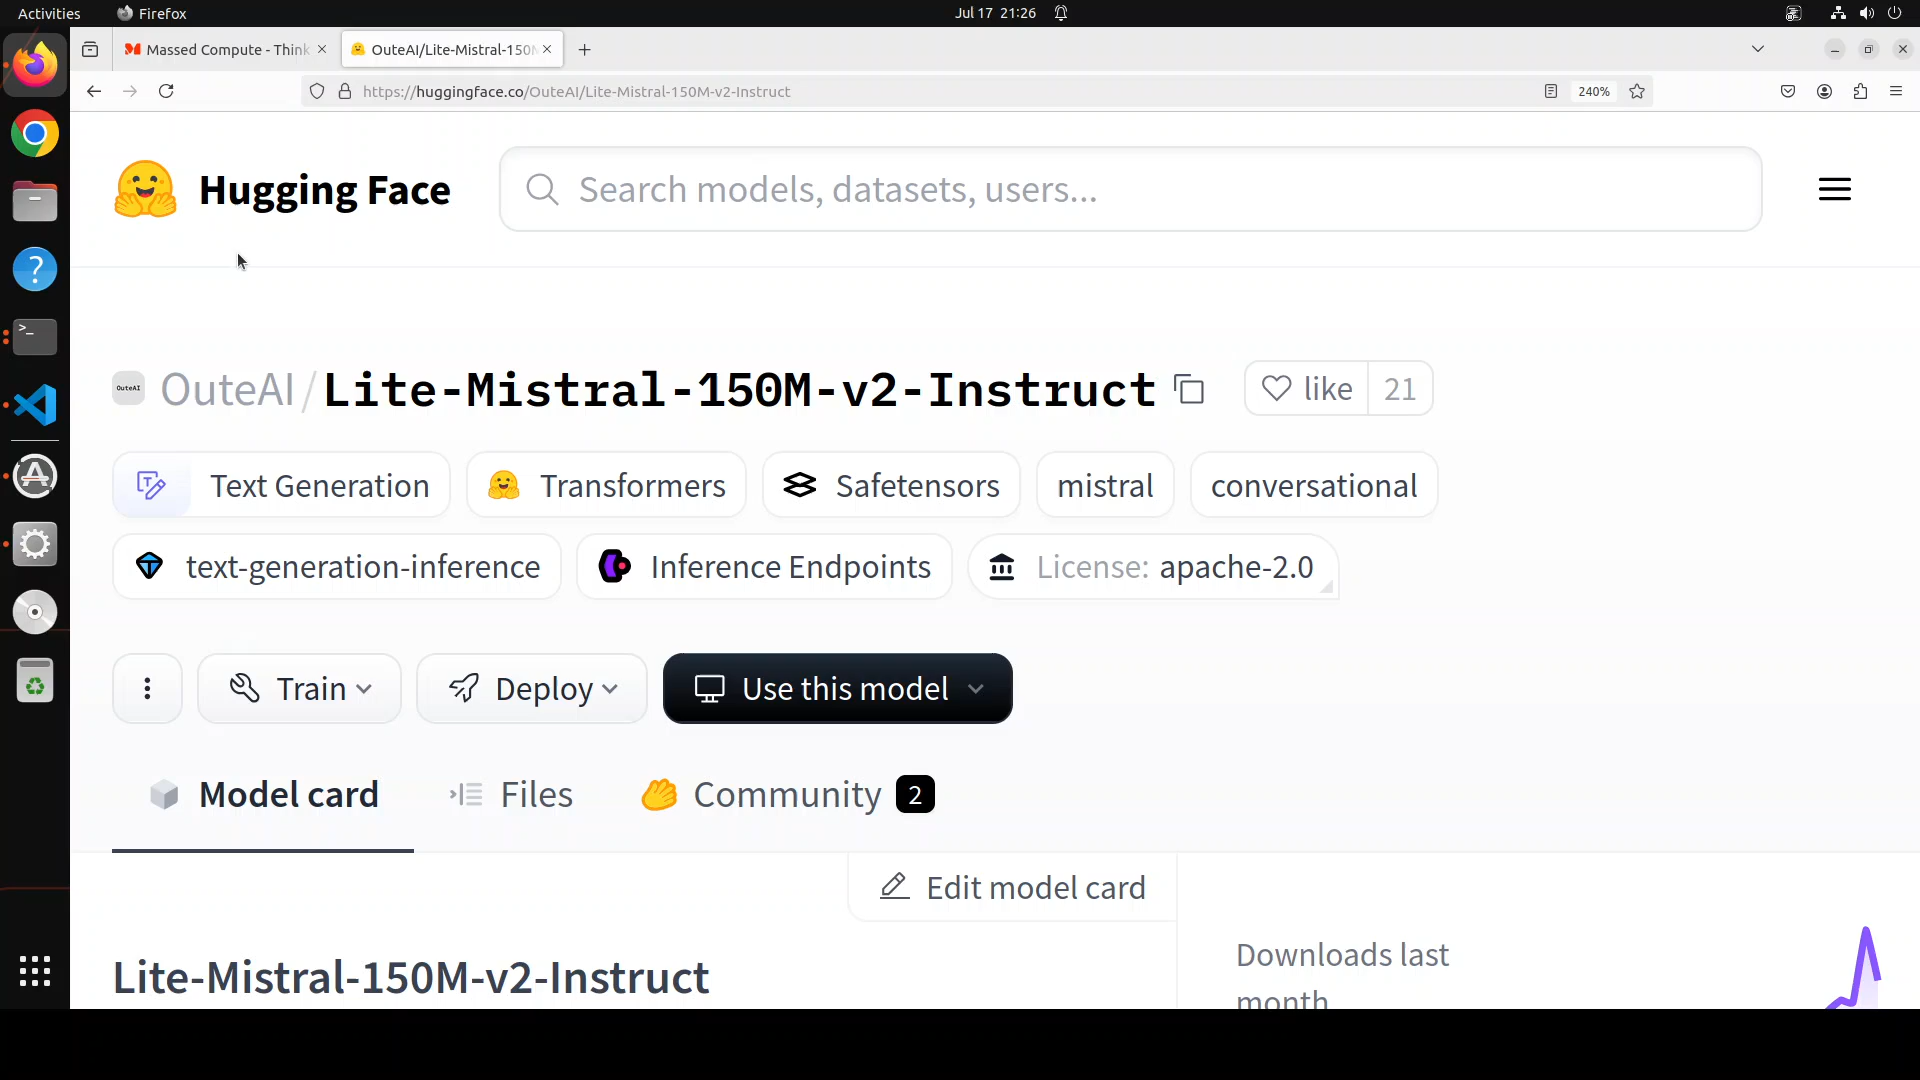 Activities
Firefox
Jul 17 21:26
Massed Compute - Think
OuteAI/Lite-Mistral-150M
https://huggingface.co/OuteAI/Lite-Mistral-150M-v2-Instruct
240%
Hugging Face
Search models, datasets, users...
OuteAI
OuteAI/Lite-Mistral-150M-v2-Instruct
like 21
Text Generation
Transformers
Safetensors
mistral
conversational
text-generation-inference
Inference Endpoints
License: apache-2.0
Train
Deploy
Use this model
Model card
Files
Community 2
Edit model card
Lite-Mistral-150M-v2-Instruct
Downloads last
month